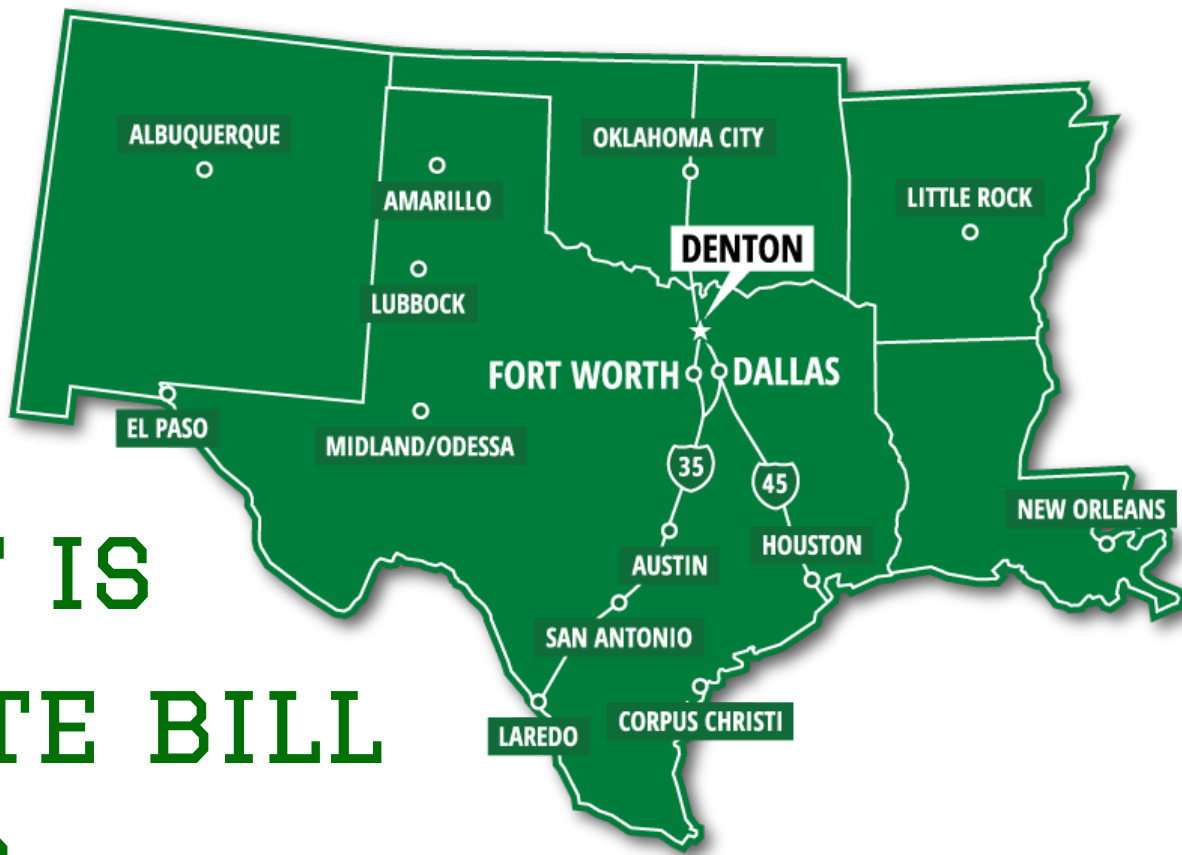 ALBUQUERQUE
OKLAHOMA CITY
AMARILLO
LITTLE ROCK
DENTON
LUBBOCK
FORT WORTH
DALLAS
EL PASO
MIDLAND/ODESSA
35
45
NEW ORLEANS
HOUSTON
AUSTIN
IS
SAN ANTONIO
BILL
CORPUS CHRISTI
LAREDO